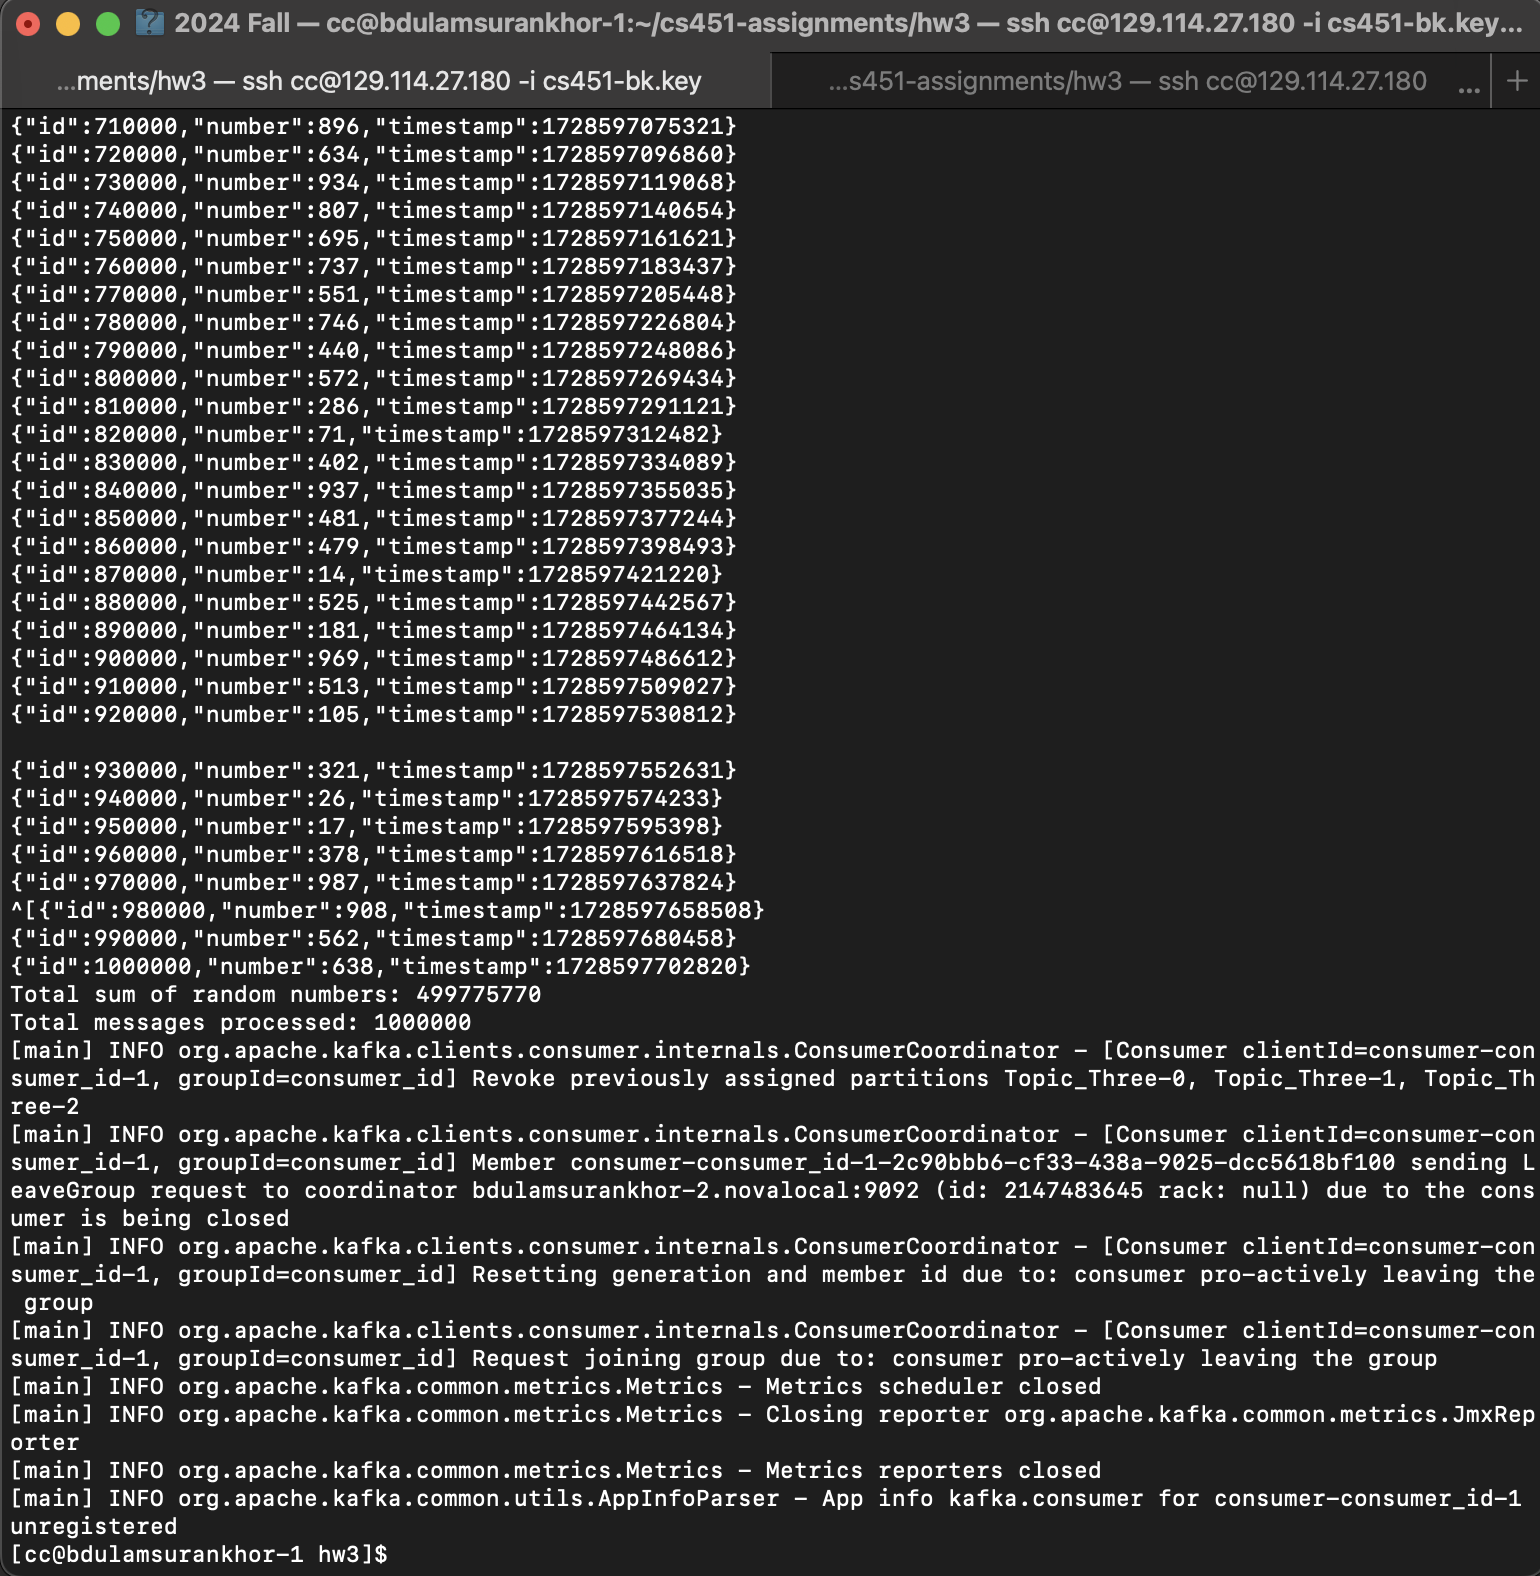 2024 Fall — cc@bdulamsurankhor-1:~/cs451-assignments/hw3 — ssh cc@129.114.27.180 -i cs451-bk.key...
...ments/hw3 — ssh cc@129.114.27.180 -i cs451-bk.key
...s451-assignments/hw3 — ssh cc@129.114.27.180 ...
{"id":710000,"number":896,"timestamp":1728597075321}
{"id":720000,"number":634,"timestamp":1728597096860}
{"id":730000,"number":934,"timestamp":1728597119068}
{"id":740000,"number":807,"timestamp":1728597140654}
{"id":750000,"number":695,"timestamp":1728597161621}
{"id":760000,"number":737,"timestamp":1728597183437}
{"id":770000,"number":551,"timestamp":1728597205448}
{"id":780000,"number":746,"timestamp":1728597226804}
{"id":790000,"number":440,"timestamp":1728597248086}
{"id":800000,"number":572,"timestamp":1728597269434}
{"id":810000,"number":286,"timestamp":1728597291121}
{"id":820000,"number":71,"timestamp":1728597312482}
{"id":830000,"number":402,"timestamp":1728597334089}
{"id":840000,"number":937,"timestamp":1728597355035}
{"id":850000,"number":481,"timestamp":1728597377244}
{"id":860000,"number":479,"timestamp":1728597398493}
{"id":870000,"number":14,"timestamp":1728597421220}
{"id":880000,"number":525,"timestamp":1728597442567}
{"id":890000,"number":181,"timestamp":1728597464134}
{"id":900000,"number":969,"timestamp":1728597486612}
{"id":910000,"number":513,"timestamp":1728597509027}
{"id":920000,"number":105,"timestamp":1728597530812}
{"id":930000,"number":321,"timestamp":1728597552631}
{"id":940000,"number":26,"timestamp":1728597574233}
{"id":950000,"number":17,"timestamp":1728597595398}
{"id":960000,"number":378,"timestamp":1728597616518}
{"id":970000,"number":987,"timestamp":1728597637824}
^[{"id":980000,"number":908,"timestamp":1728597658508}
{"id":990000,"number":562,"timestamp":1728597680458}
{"id":1000000,"number":638,"timestamp":1728597702820}
Total sum of random numbers: 499775770
Total messages processed: 1000000
[main] INFO org.apache.kafka.clients.consumer.internals.ConsumerCoordinator - [Consumer clientId=consumer-con
sumer_id-1, groupId=consumer_id] Revoke previously assigned partitions Topic_Three-0, Topic_Three-1, Topic_Th
ree-2
[main] INFO org.apache.kafka.clients.consumer.internals.ConsumerCoordinator - [Consumer clientId=consumer-con
sumer_id-1, groupId=consumer_id] Member consumer-consumer_id-1-2c90bbb6-cf33-438a-9025-dcc5618bf100 sending L
eaveGroup request to coordinator bdulamsurankhor-2.novalocal:9092 (id: 2147483645 rack: null) due to the cons
umer is being closed
[main] INFO org.apache.kafka.clients.consumer.internals.ConsumerCoordinator - [Consumer clientId=consumer-con
sumer_id-1, groupId=consumer_id] Resetting generation and member id due to: consumer pro-actively leaving the
 group
[main] INFO org.apache.kafka.clients.consumer.internals.ConsumerCoordinator - [Consumer clientId=consumer-con
sumer_id-1, groupId=consumer_id] Request joining group due to: consumer pro-actively leaving the group
[main] INFO org.apache.kafka.common.metrics.Metrics - Metrics scheduler closed
[main] INFO org.apache.kafka.common.metrics.Metrics - Closing reporter org.apache.kafka.common.metrics.JmxRep
orter
[main] INFO org.apache.kafka.common.metrics.Metrics - Metrics reporters closed
[main] INFO org.apache.kafka.common.utils.AppInfoParser - App info kafka.consumer for consumer-consumer_id-1
unregistered
[cc@bdulamsurankhor-1 hw3]$